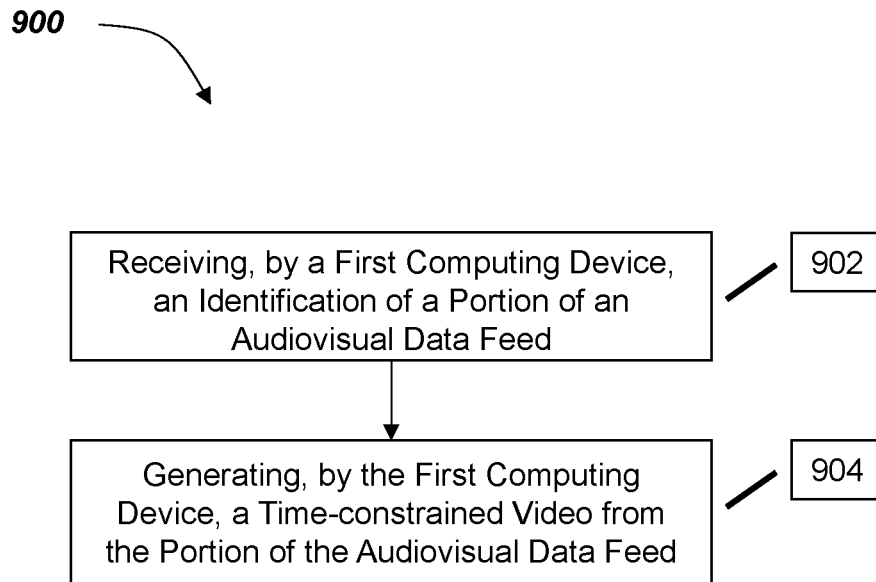 900
Receiving, by a First Computing Device,
an Identification of a Portion of an
Audiovisual Data Feed
902
Generating, by the First Computing
Device, a Time-constrained Video from
the Portion of the Audiovisual Data Feed
904